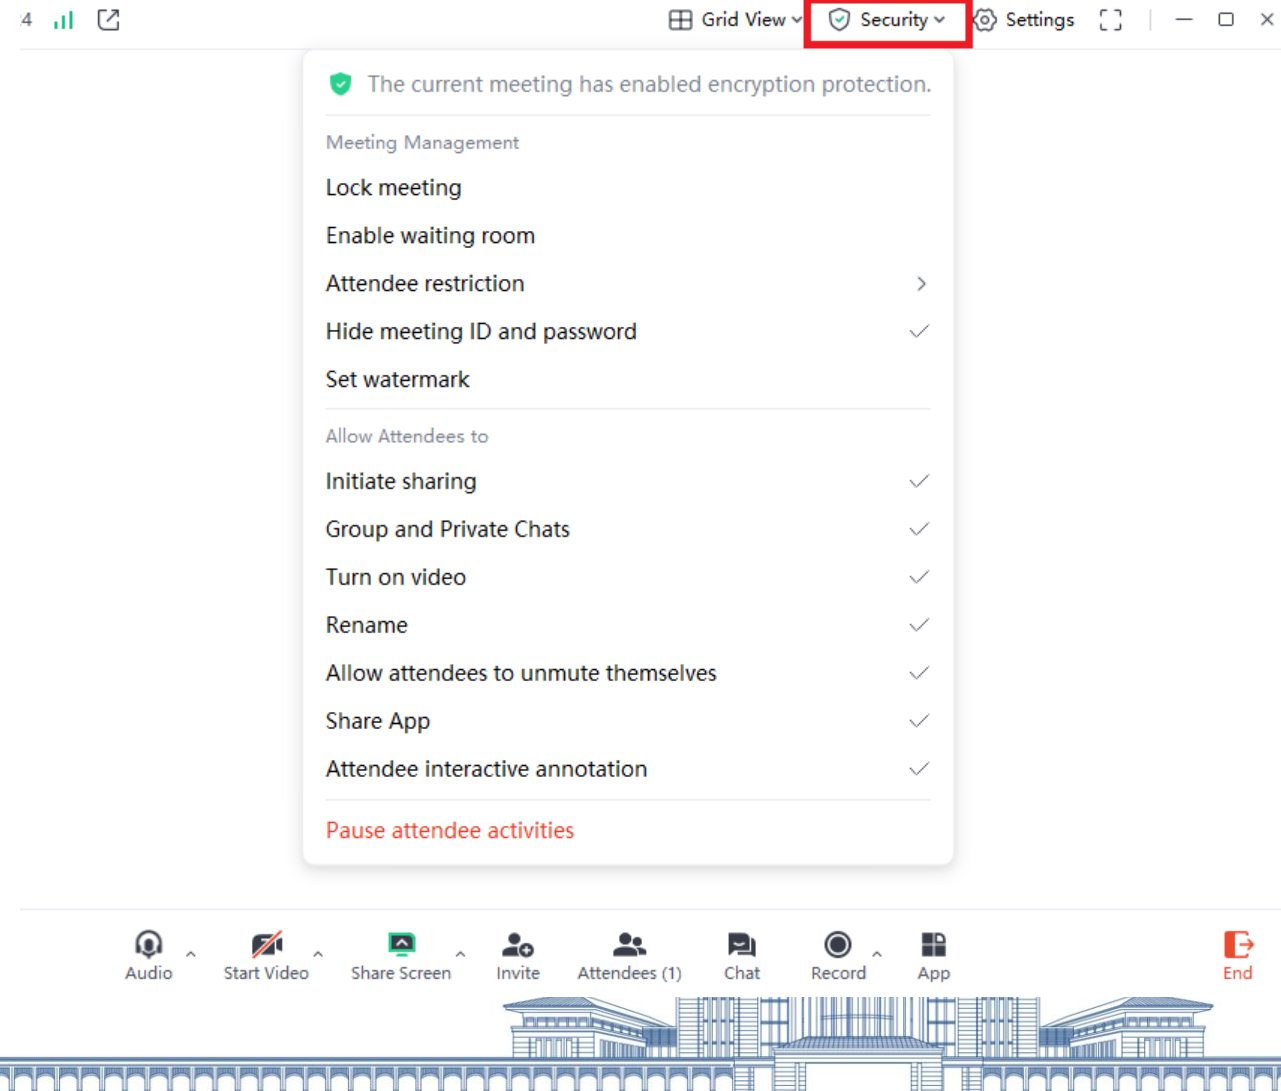 :4 Grid View Security Settings
The current meeting has enabled encryption protection.
Meeting Management
Lock meeting
Enable waiting room
Attendee restriction
Hide meeting ID and password
Set watermark
Allow Attendees to
Initiate sharing
Group and Private Chats
Turn on video
Rename
Allow attendees to unmute themselves
Share App
Attendee interactive annotation
Pause attendee activities
Audio Start Video Share Screen Invite Attendees (1) Chat Record App End